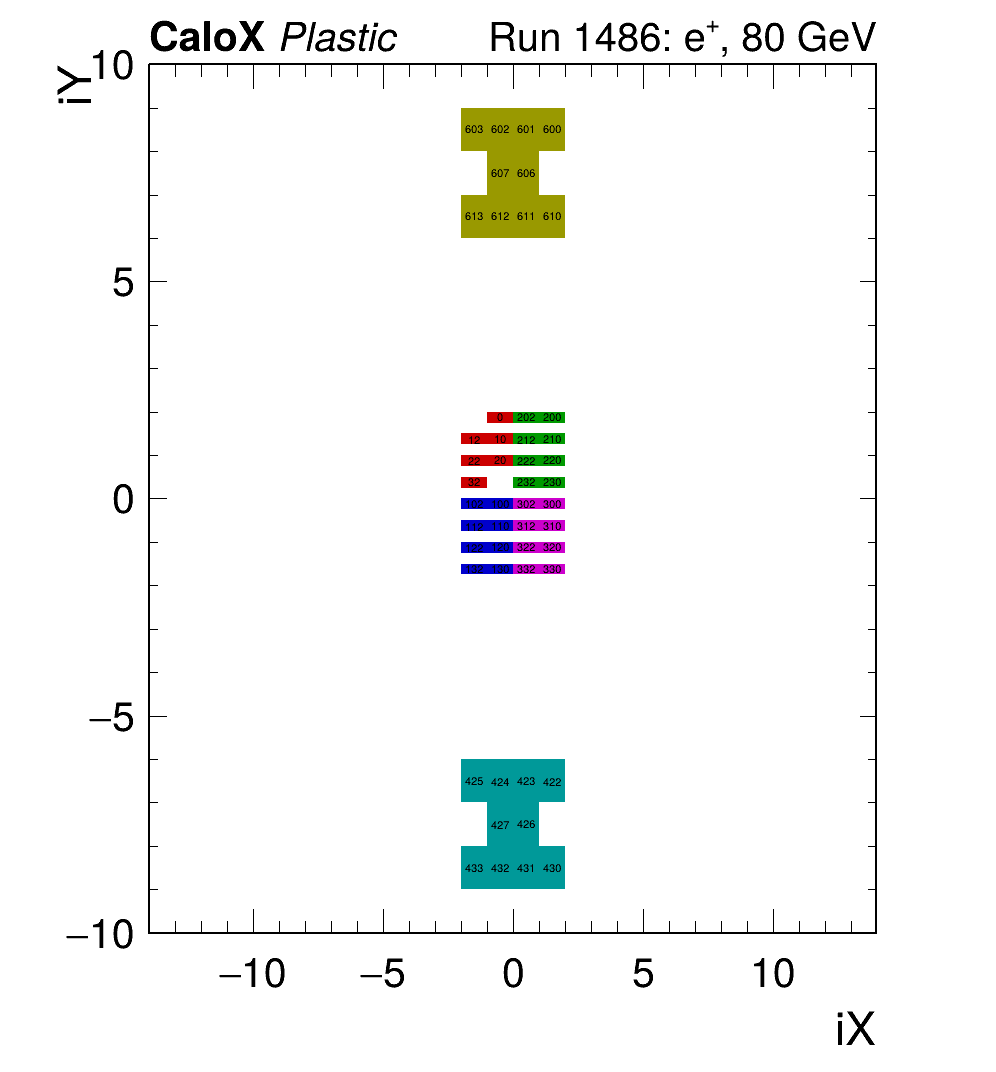 CaloX Plastic Run 1486: e⁺, 80 GeV
iY
10
603 602 601 600
607 606
613 612 611 610
5
0 202 200
12 10 212 210
22 20 222 220
32 232 230
0
102 100 302 300
112 110 312 310
122 120 322 320
132 130 332 330
−5
425 424 423 422
427 426
433 432 431 430
−10
−10 −5 0 5 10
iX